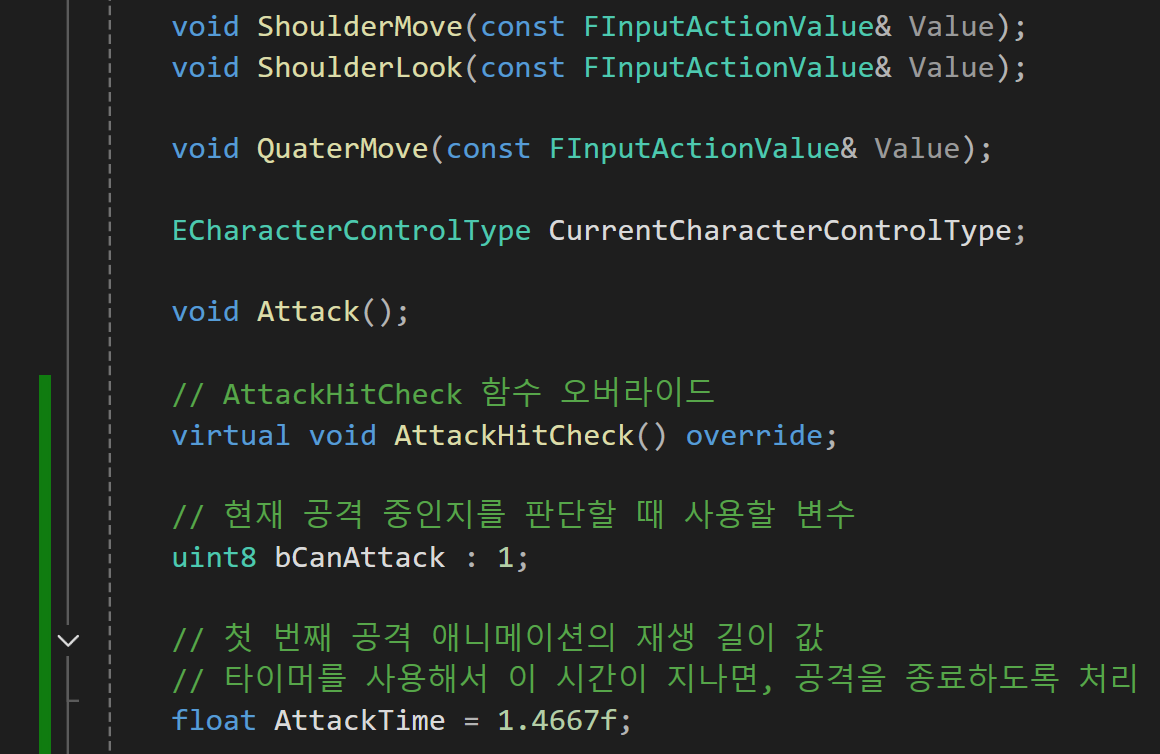 void ShoulderMove(const FInputActionValue& Value);
void ShoulderLook(const FInputActionValue& Value);
void QuaterMove(const FInputActionValue& Value);
ECharacterControlType CurrentCharacterControlType;
void Attack();
// AttackHitCheck 함수 오버라이드
virtual void AttackHitCheck() override;
// 현재 공격 중인지를 판단할 때 사용할 변수
uint8 bCanAttack : 1;
// 첫 번째 공격 애니메이션의 재생 길이 값
// 타이머를 사용해서 이 시간이 지나면, 공격을 종료하도록 처리
float AttackTime = 1.4667f;